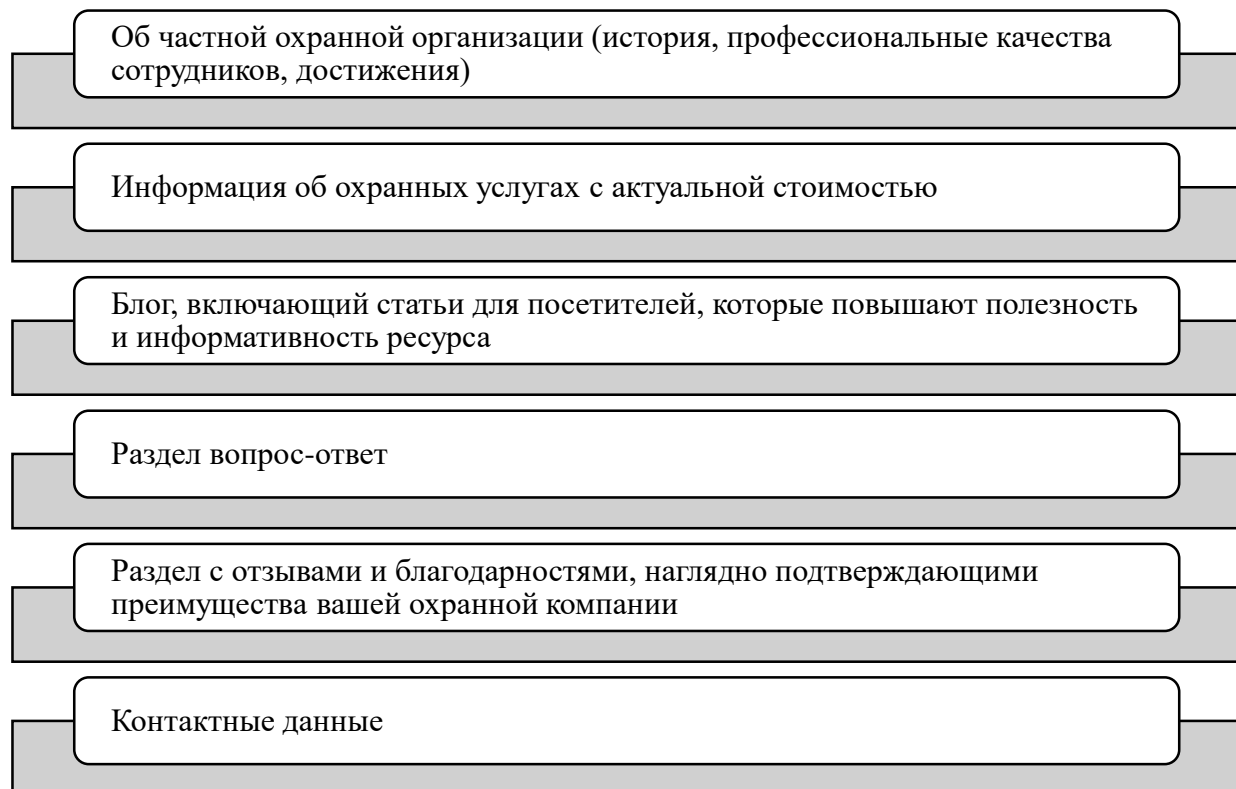 Об частной охранной организации (история, профессиональные качества
сотрудников, достижения)
Информация об охранных услугах с актуальной стоимостью
Блог, включающий статьи для посетителей, которые повышают полезность
и информативность ресурса
Раздел вопрос-ответ
Раздел с отзывами и благодарностями, наглядно подтверждающими
преимущества вашей охранной компании
Контактные данные